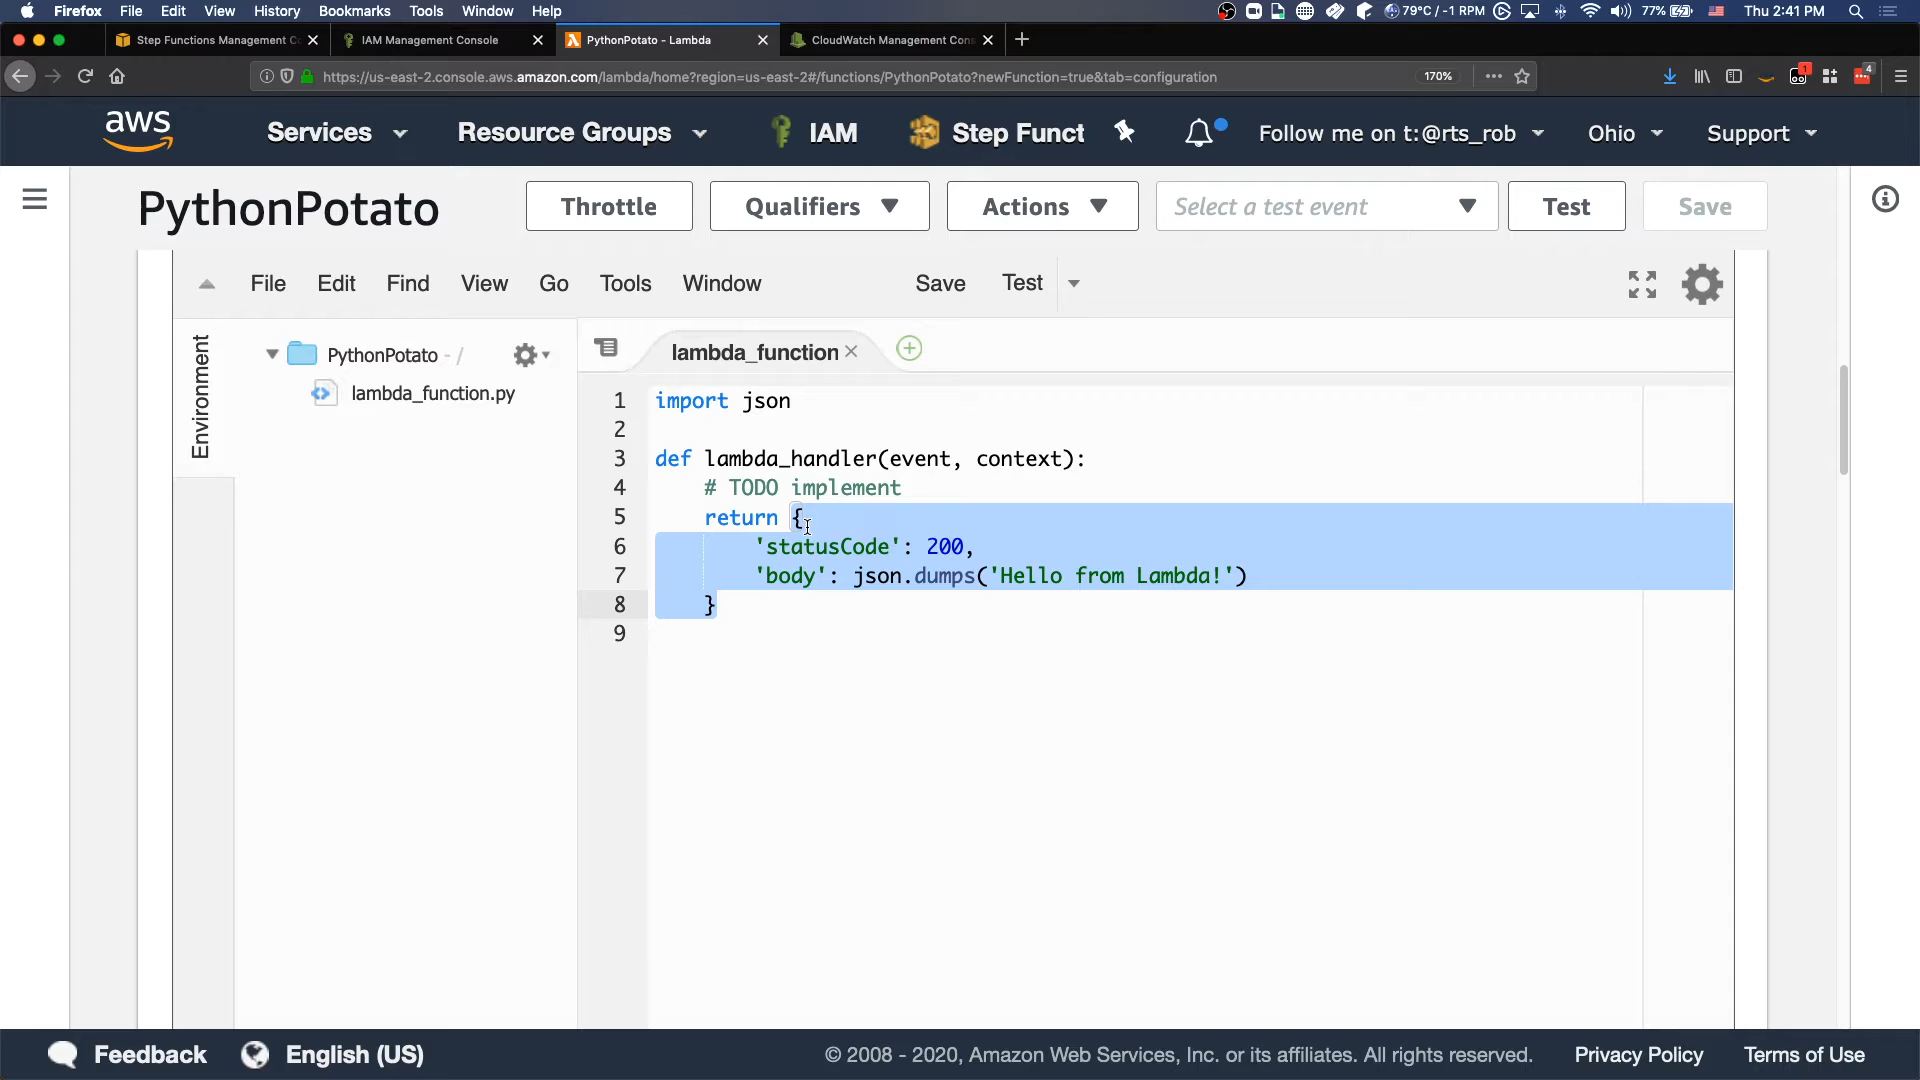 Firefox File Edit View History Bookmarks Tools Window Help 79°C / -1 RPM 77% Thu 2:41 PM
Step Functions Management C IAM Management Console PythonPotato - Lambda CloudWatch Management Cons
https://us-east-2.console.aws.amazon.com/lambda/home?region=us-east-2#/functions/PythonPotato?newFunction=true&tab=configuration 170% 1 4
aws Services Resource Groups IAM Step Funct Follow me on t:@rts_rob Ohio Support
PythonPotato Throttle Qualifiers Actions Select a test event Test Save
File Edit Find View Go Tools Window Save Test
Environment
PythonPotato - /
lambda_function.py
lambda_function
1 import json
2
3 def lambda_handler(event, context):
4 # TODO implement
5 return {
6 'statusCode': 200,
7 'body': json.dumps('Hello from Lambda!')
8 }
9
Feedback English (US) © 2008 - 2020, Amazon Web Services, Inc. or its affiliates. All rights reserved. Privacy Policy Terms of Use